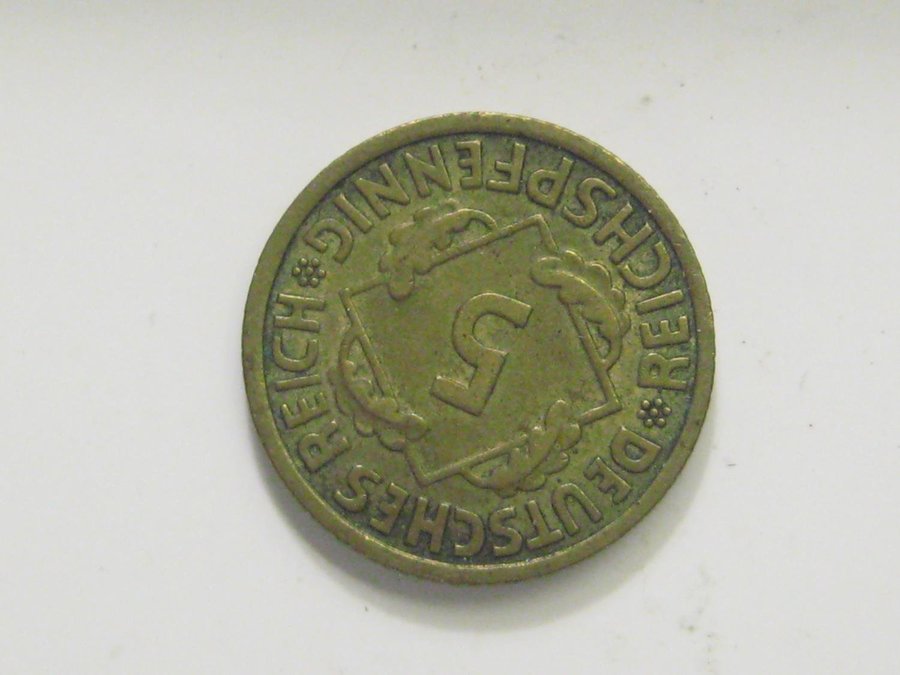 DEUTSCHES REICH
5
REICHSPFENNIG